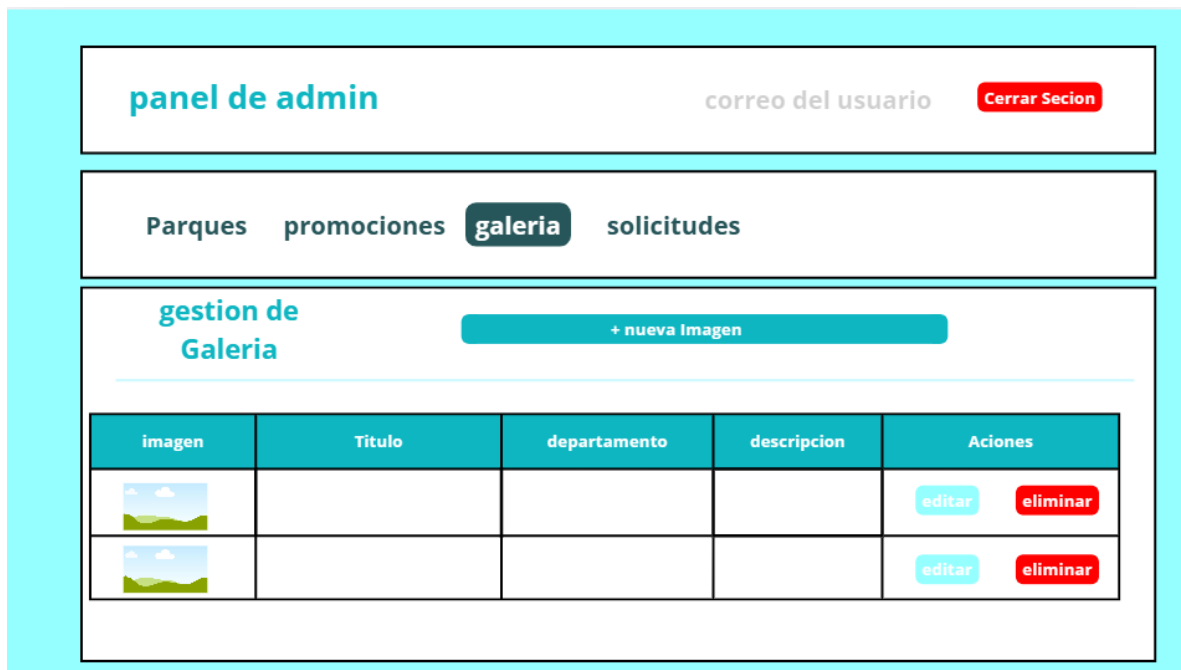 panel de admin
correo del usuario
Cerrar Secion
Parques
promociones
galeria
solicitudes
gestion de
Galeria
+ nueva Imagen
imagen
Titulo
departamento
descripcion
Aciones
editar
eliminar
editar
eliminar